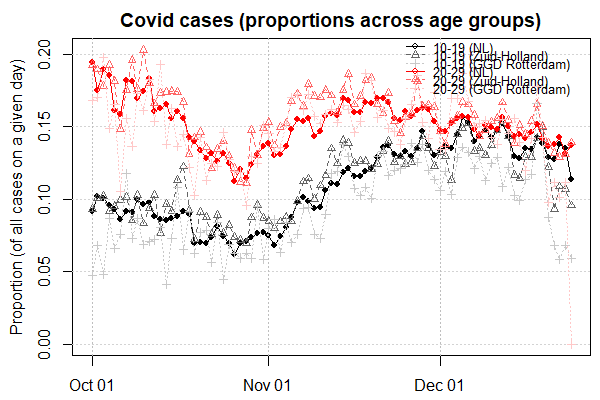 Covid cases (proportions across age groups)
10-19 (NL)
10-19 (Zuid-Holland)
10-19 (GGD Rotterdam)
20-29 (NL)
20-29 (Zuid-Holland)
20-29 (GGD Rotterdam)
Proportion (of all cases on a given day)
0.20
0.15
0.10
0.05
0.00
Oct 01
Nov 01
Dec 01